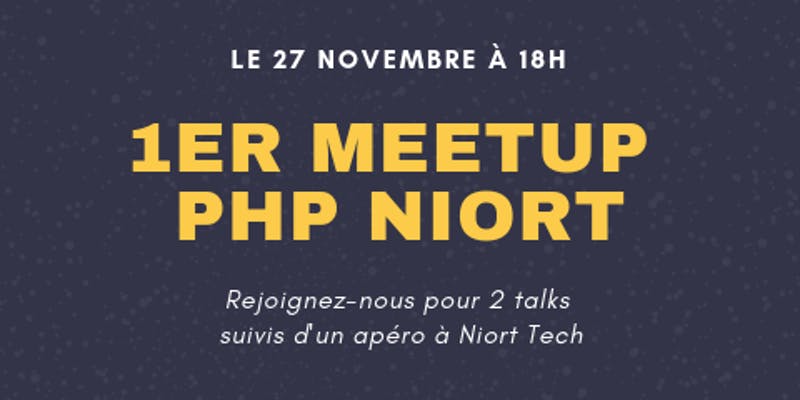 LE 27 NOVEMBRE À 18H
1ER MEETUP
PHP NIORT
Rejoignez-nous pour 2 talks
suivis d'un apéro à Niort Tech